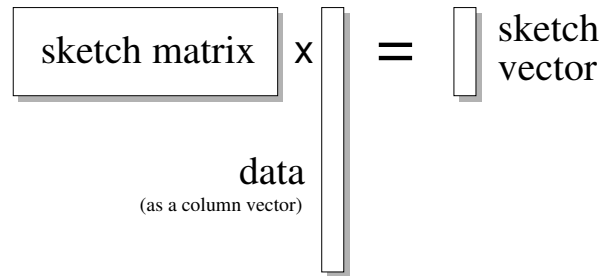 sketch matrix x = sketch
vector
data
(as a column vector)